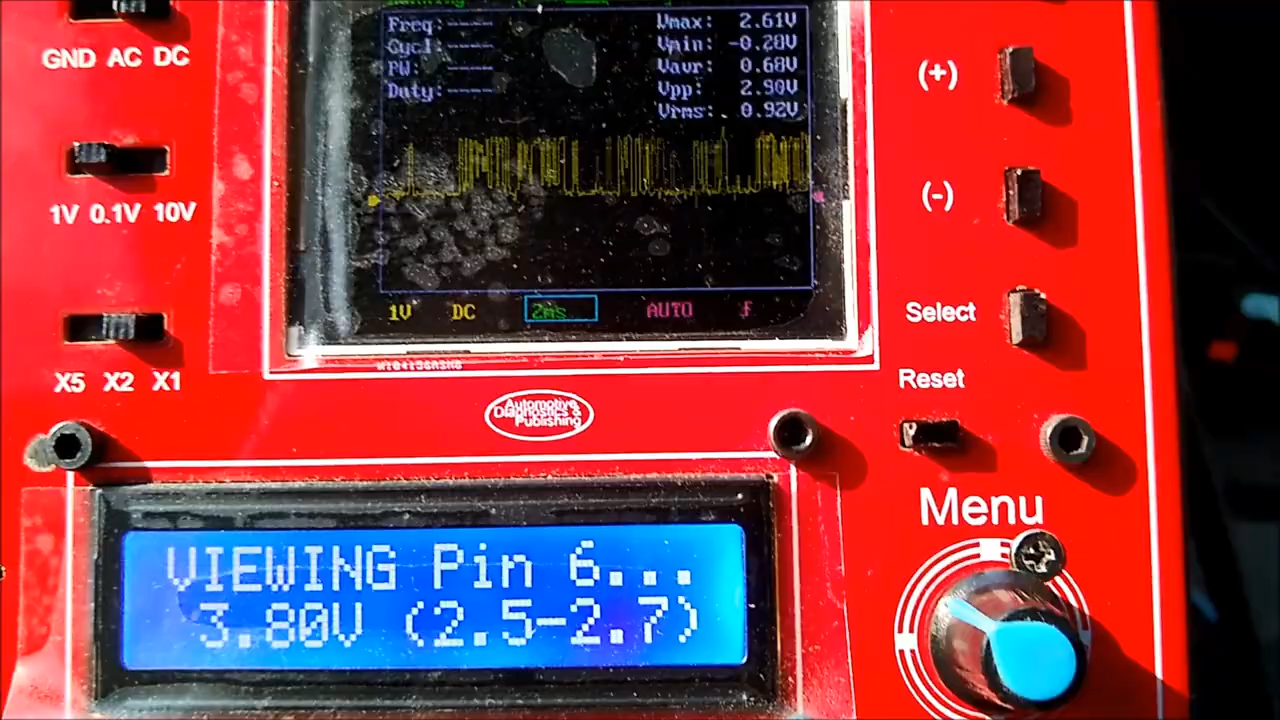 GND AC DC
1V 0.1V 10V
X5 X2 X1
Freq:----
Cycl:----
PW: ----
Duty:----
Vmax: 2.61V
Vmin: -0.28V
Vavr: 0.68V
Vpp: 2.90V
Vrms: 0.92V
1V DC 2ms AUTO
(+)
(-)
Select
Reset
Automotive
Diagnostics &
Publishing
Menu
VIEWING Pin 6...
3.80V (2.5-2.7)